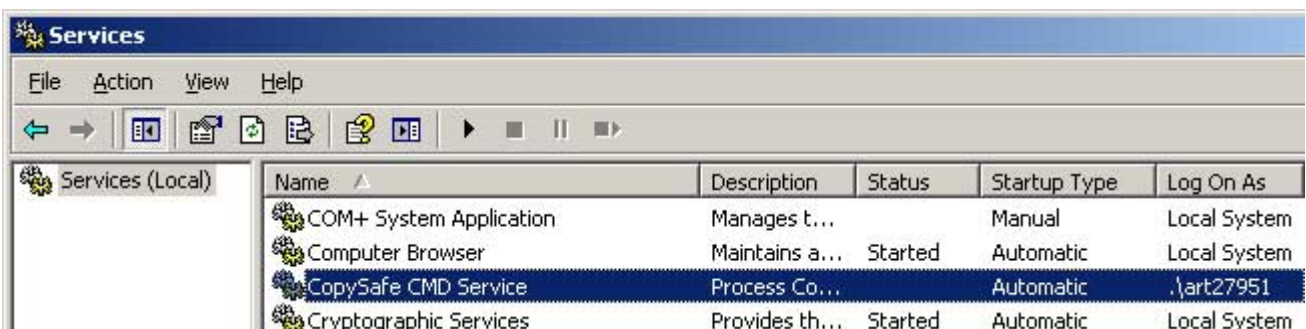 Services
File Action View Help
Services (Local)
Name Description Status Startup Type Log On As
COM+ System Application Manages t... Manual Local System
Computer Browser Maintains a... Started Automatic Local System
CopySafe CMD Service Process Co... Automatic .\art27951
Cryptographic Services Provides th... Started Automatic Local System